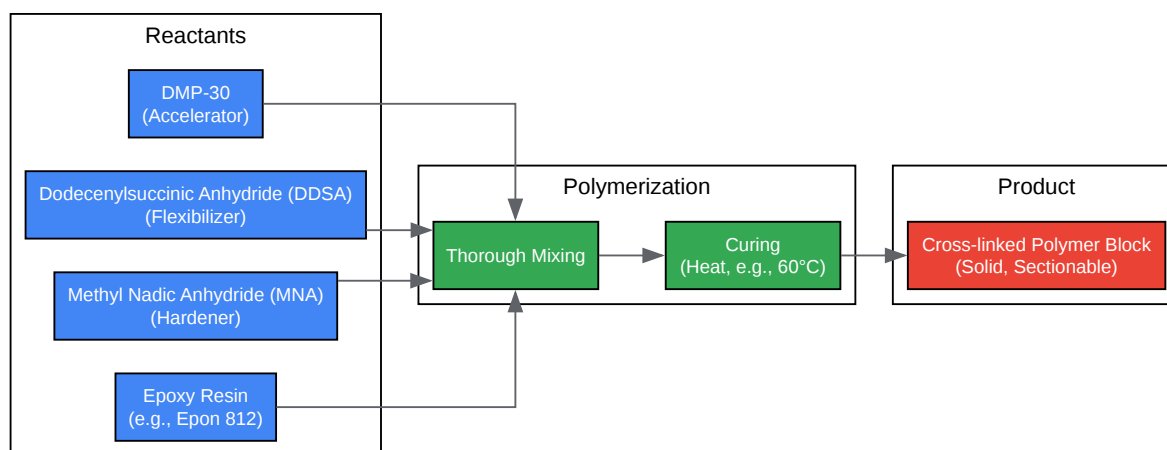 Reactants
DMP-30
(Accelerator)
Dodecenylsuccinic Anhydride (DDSA)
(Flexibilizer)
Methyl Nadic Anhydride (MNA)
(Hardener)
Epoxy Resin
(e.g., Epon 812)
Polymerization
Thorough Mixing
Curing
(Heat, e.g., 60°C)
Product
Cross-linked Polymer Block
(Solid, Sectionable)